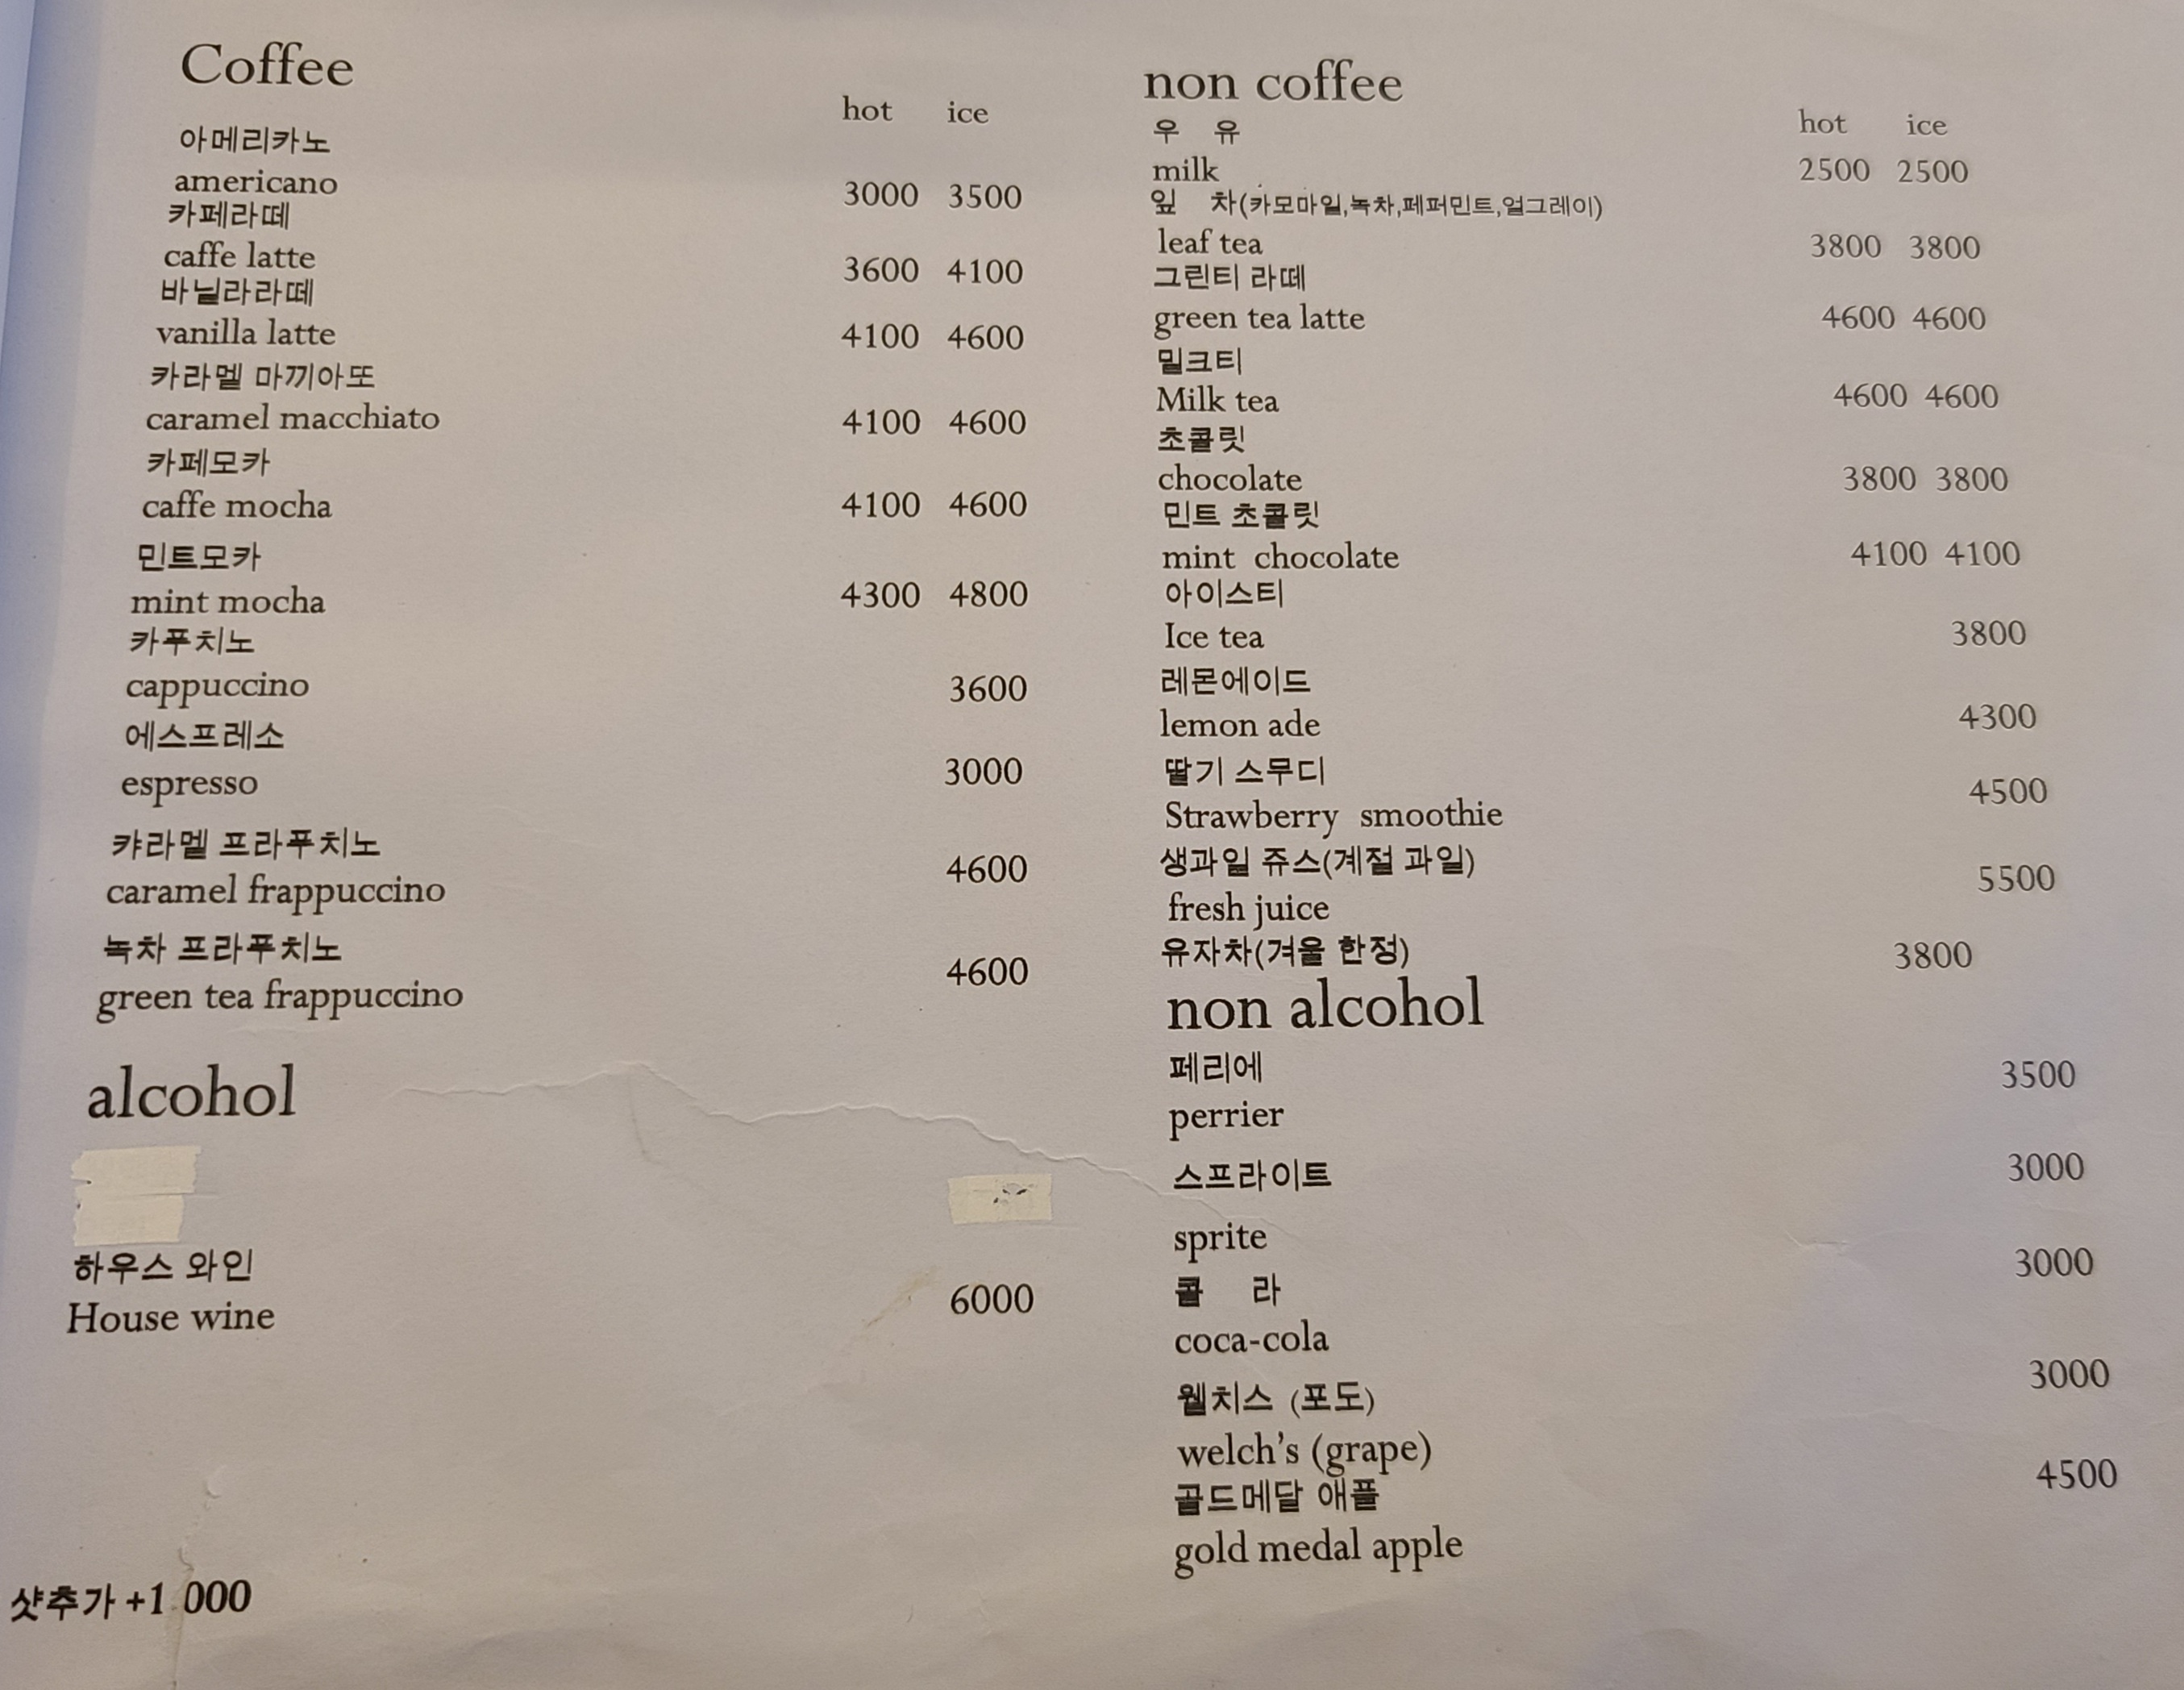 Coffee
hot ice
아메리카노
americano 3000 3500
카페라떼
caffe latte 3600 4100
바닐라라떼
vanilla latte 4100 4600
카라멜 마끼아또
caramel macchiato 4100 4600
카페모카
caffe mocha 4100 4600
민트모카
mint mocha 4300 4800
카푸치노
cappuccino 3600
에스프레소
espresso 3000
캬라멜 프라푸치노
caramel frappuccino 4600
녹차 프라푸치노
green tea frappuccino 4600
alcohol
하우스 와인
House wine 6000
샷추가 +1 000
non coffee
hot ice
우 유
milk 2500 2500
잎 차(카모마일,녹차,페퍼민트,얼그레이)
leaf tea 3800 3800
그린티 라떼
green tea latte 4600 4600
밀크티
Milk tea 4600 4600
초콜릿
chocolate 3800 3800
민트 초콜릿
mint chocolate 4100 4100
아이스티
Ice tea 3800
레몬에이드
lemon ade 4300
딸기 스무디
Strawberry smoothie 4500
생과일 쥬스(계절 과일)
fresh juice 5500
유자차(겨울 한정) 3800
non alcohol
페리에
perrier 3500
스프라이트
sprite 3000
콜 라
coca-cola 3000
웰치스 (포도)
welch's (grape) 3000
골드메달 애플
gold medal apple 4500